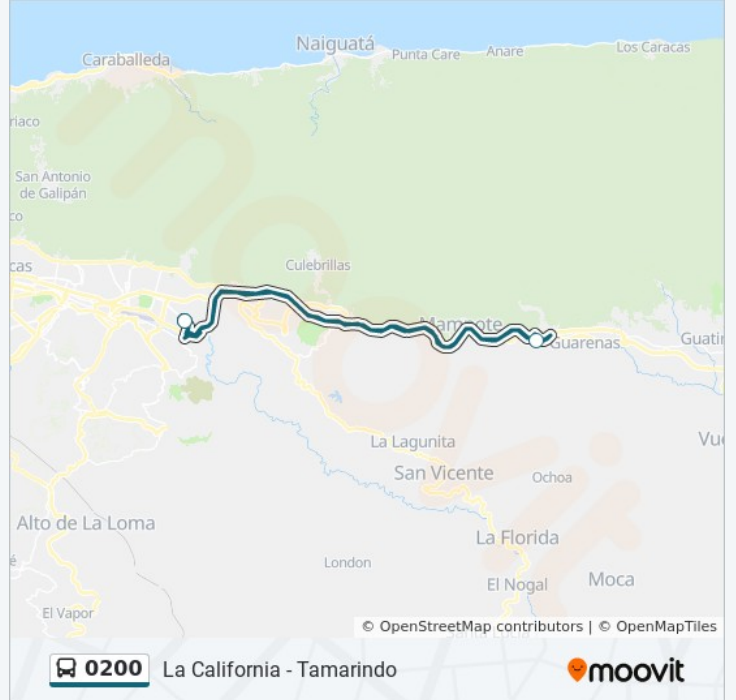 Naiguatá
Caraballeda
Punta Care
Anare
Los Caracas
San Antonio
de Galipán
Culebrillas
Mampote
Guarenas
La Lagunita
San Vicente
Ochoa
Alto de La Loma
La Florida
London
El Nogal
Moca
El Vapor
© OpenStreetMap contributors | © OpenMapTiles
0200
La California - Tamarindo
moovit